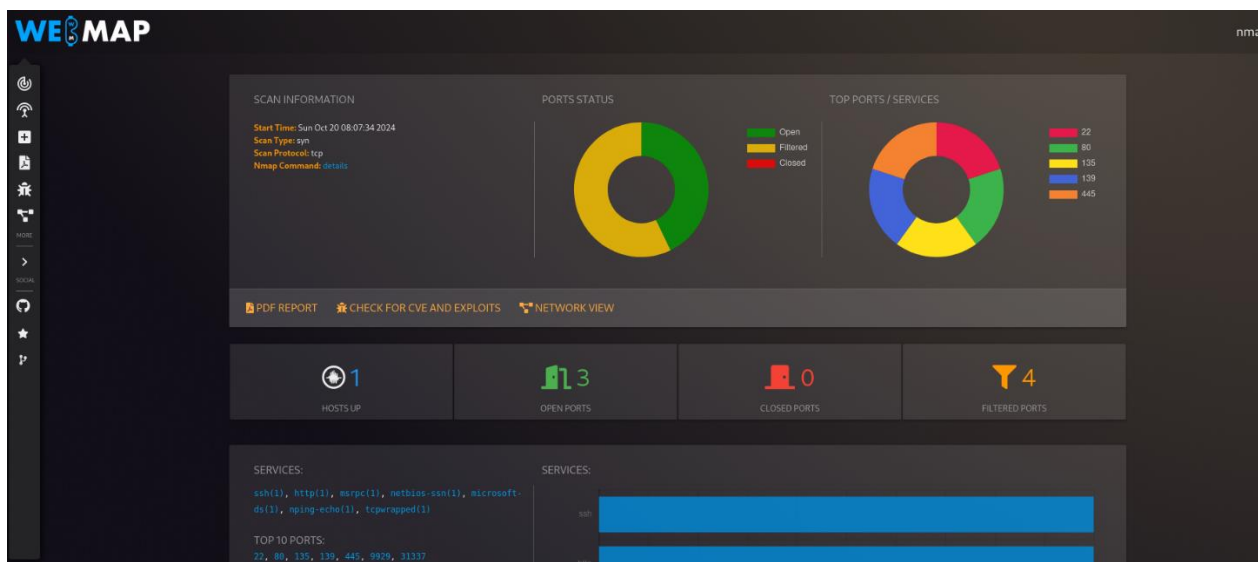 WEBMAP
nma
SCAN INFORMATION
Start Time: Sun Oct 20 08:07:34 2024
Scan Type: syn
Scan Protocol: tcp
Nmap Command: details
PORTS STATUS
Open
Filtered
Closed
TOP PORTS / SERVICES
22
80
135
139
445
MORE
SOCIAL
PDF REPORT
CHECK FOR CVE AND EXPLOITS
NETWORK VIEW
1
HOSTS UP
3
OPEN PORTS
0
CLOSED PORTS
4
FILTERED PORTS
SERVICES:
ssh(1), http(1), msrpc(1), netbios-ssn(1), microsoft-
ds(1), nping-echo(1), tcpwrapped(1)
TOP 10 PORTS:
22, 80, 135, 139, 445, 9929, 31337
SERVICES:
ssh